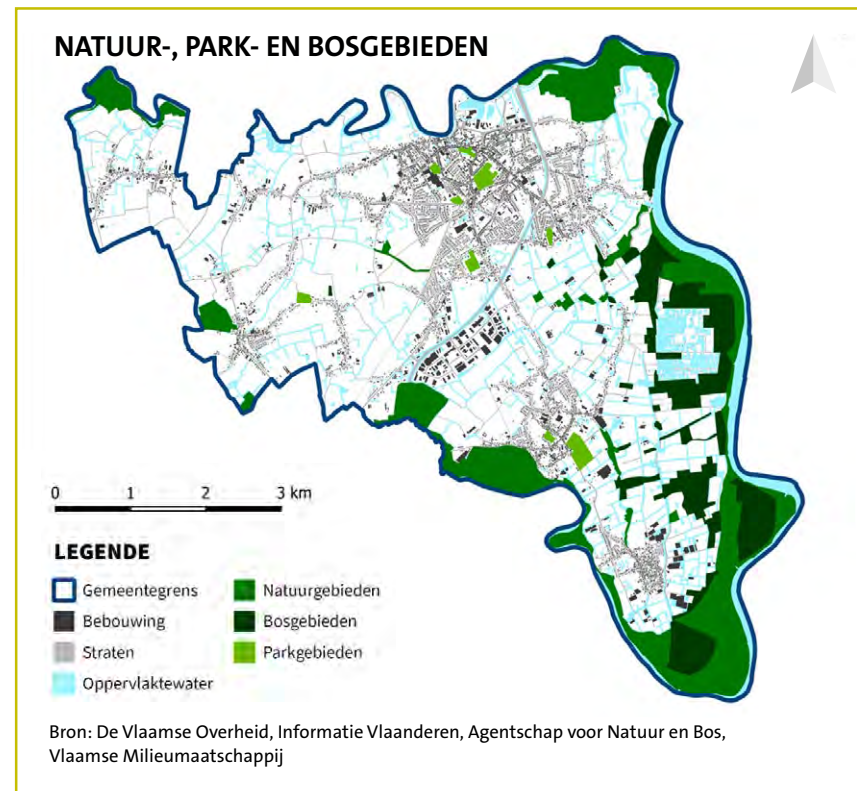 NATUUR-, PARK- EN BOSGEBIEDEN
0 1 2 3 km
LEGENDE
Gemeentegrens
Bebouwing
Straten
Oppervlaktewater
Natuurgebieden
Bosgebieden
Parkgebieden
Bron: De Vlaamse Overheid, Informatie Vlaanderen, Agentschap voor Natuur en Bos,
Vlaamse Milieumaatschappij